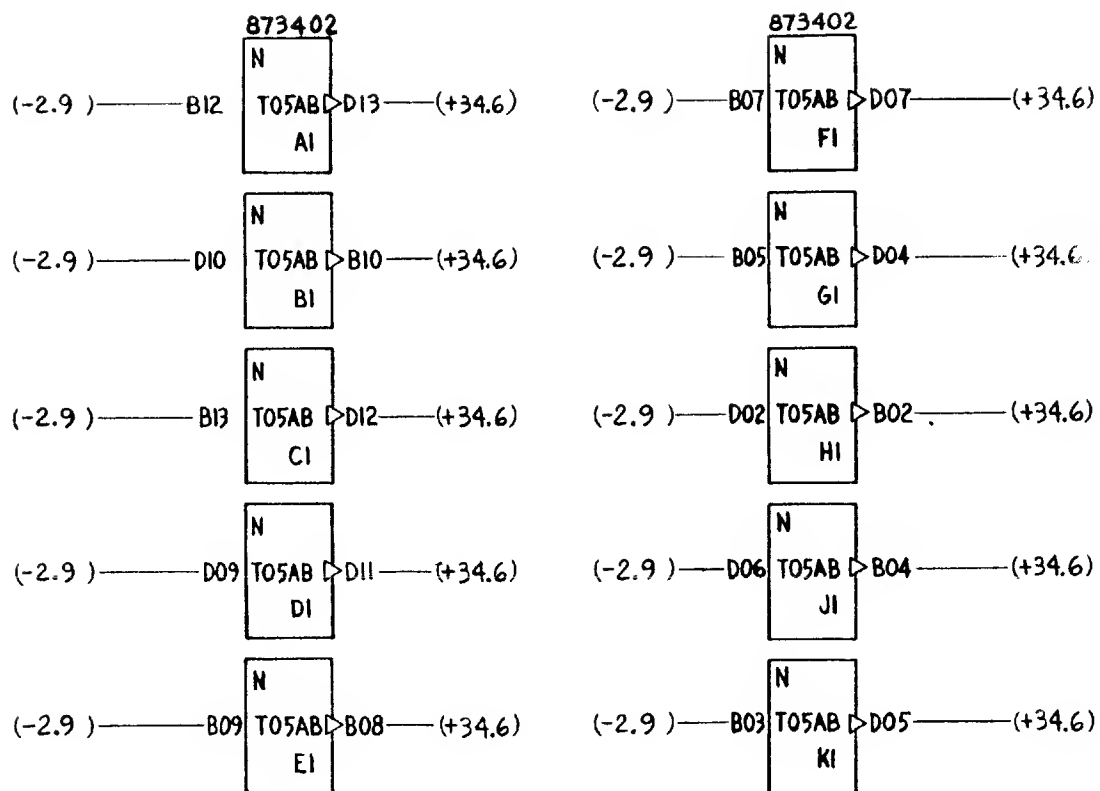 873402
N
(-2.9 ) B12 T05AB D13 (+34.6)
A1
N
(-2.9 ) D10 T05AB B10 (+34.6)
B1
N
(-2.9 ) B13 T05AB D12 (+34.6)
C1
N
(-2.9 ) D09 T05AB D11 (+34.6)
D1
N
(-2.9 ) B09 T05AB B08 (+34.6)
E1
873402
N
(-2.9 ) B07 T05AB D07 (+34.6)
F1
N
(-2.9 ) B05 T05AB D04 (+34.6
G1
N
(-2.9 ) D02 T05AB B02 (+34.6)
H1
N
(-2.9 ) D06 T05AB B04 (+34.6)
J1
N
(-2.9 ) B03 T05AB D05 (+34.6)
K1